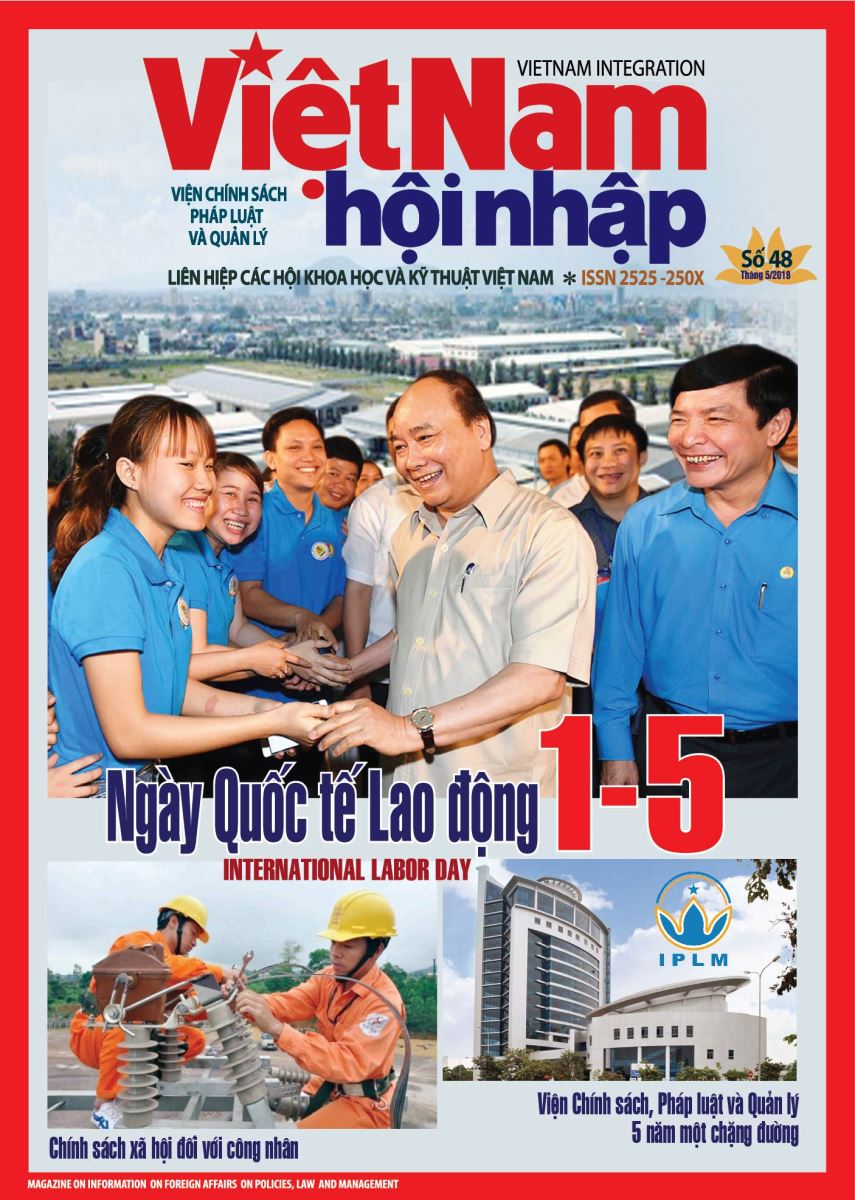 VIETNAM INTEGRATION
Việt Nam
hội nhập
VIỆN CHÍNH SÁCH
PHÁP LUẬT
VÀ QUẢN LÝ
Số 48
Tháng 5/2018
LIÊN HIỆP CÁC HỘI KHOA HỌC VÀ KỸ THUẬT VIỆT NAM * ISSN 2525 -250X
Ngày Quốc tế Lao động 1-5
INTERNATIONAL LABOR DAY
IPLM
Chính sách xã hội đối với công nhân
Viện Chính sách, Pháp luật và Quản lý
5 năm một chặng đường
MAGAZINE ON INFORMATION ON FOREIGN AFFAIRS ON POLICIES, LAW AND MANAGEMENT